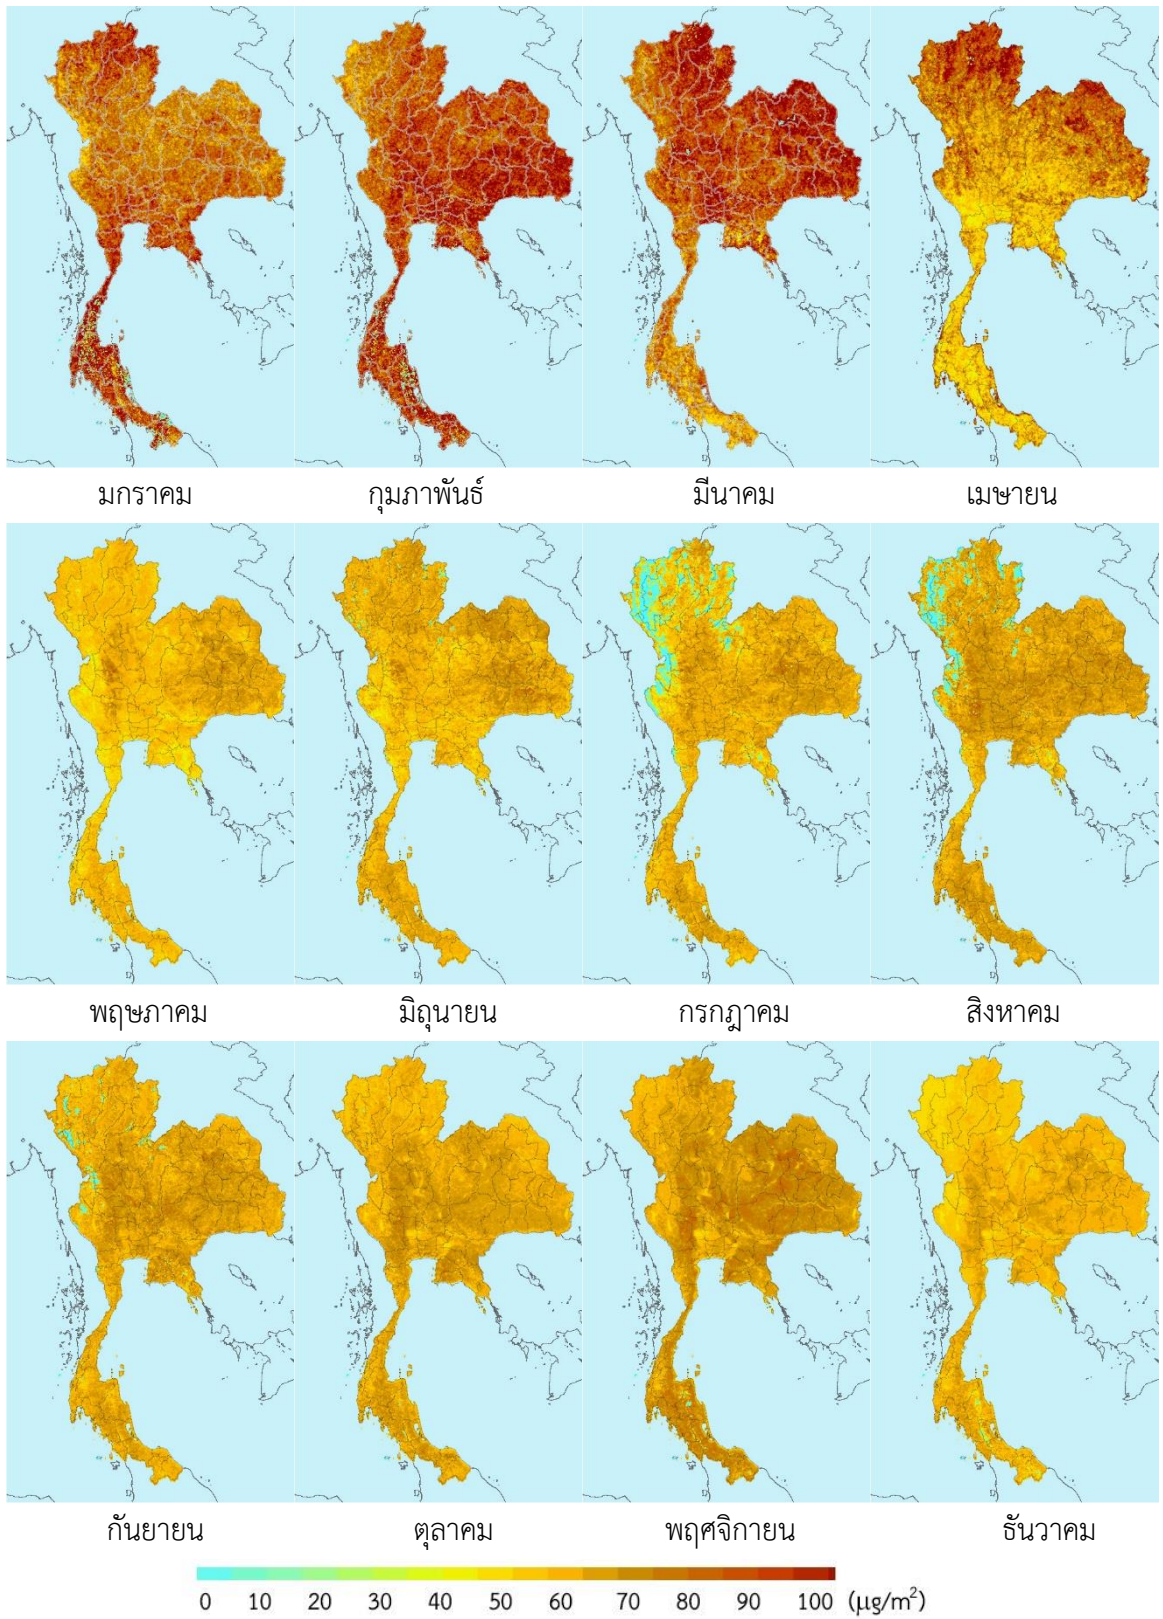 มกราคม กุมภาพันธ์ มีนาคม เมษายน
พฤษภาคม มิถุนายน กรกฎาคม สิงหาคม
กันยายน ตุลาคม พฤศจิกายน ธันวาคม
0 10 20 30 40 50 60 70 80 90 100 (µg/m²)